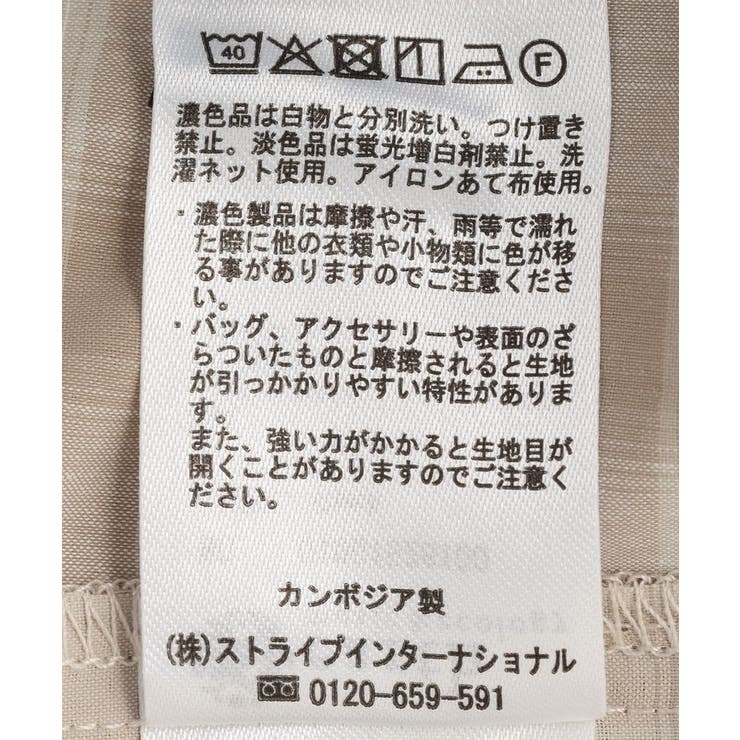 40 F
濃色品は白物と分別洗い。つけ置き
禁止。淡色品は蛍光増白剤禁止。洗
濯ネット使用。アイロンあて布使用。
・濃色製品は摩擦や汗、雨等で濡れ
た際に他の衣類や小物類に色が移
る事がありますのでご注意くださ
い。
・バッグ、アクセサリーや表面のざ
らついたものと摩擦されると生地
が引っかかりやすい特性がありま
す。
また、強い力がかかると生地目が
開くことがありますのでご注意く
ださい。
カンボジア製
(株)ストライプインターナショナル
0120-659-591